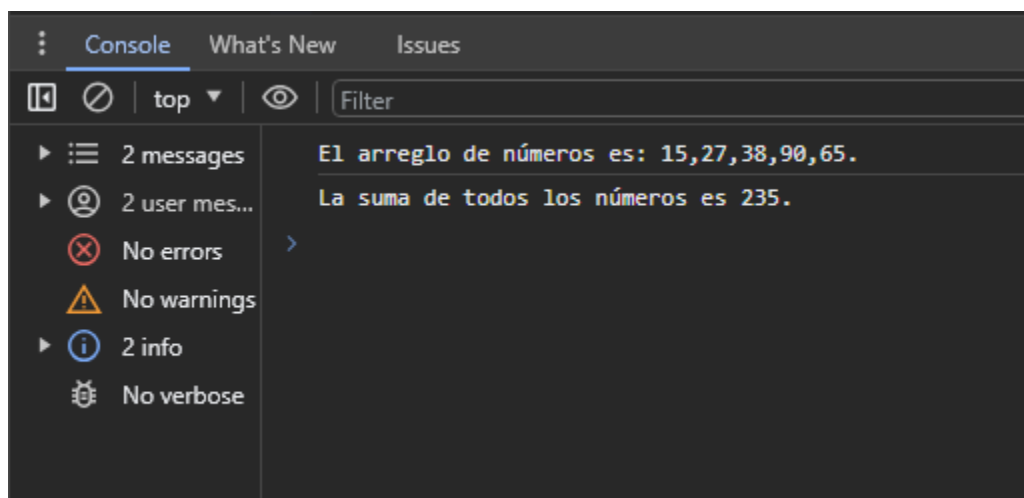 Console What's New Issues
top Filter
2 messages
2 user mes...
No errors
No warnings
2 info
No verbose
El arreglo de números es: 15,27,38,90,65.
La suma de todos los números es 235.